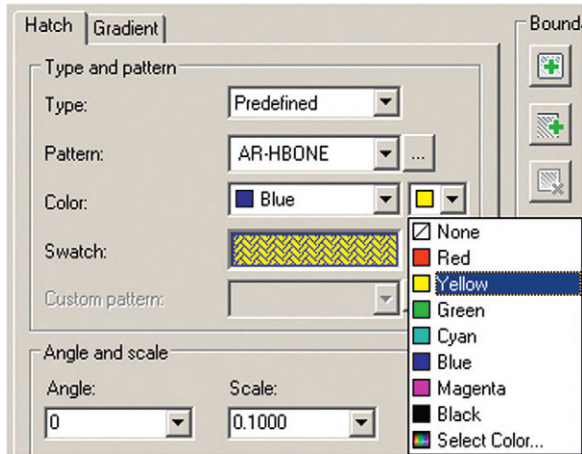 Hatch Gradient
Bound
Type and pattern
Type: Predefined
Pattern: AR-HBONE ...
Color: Blue
Swatch:
Custom pattern:
None
Red
Yellow
Green
Cyan
Blue
Magenta
Black
Select Color...
Angle and scale
Angle: Scale:
0 0.1000